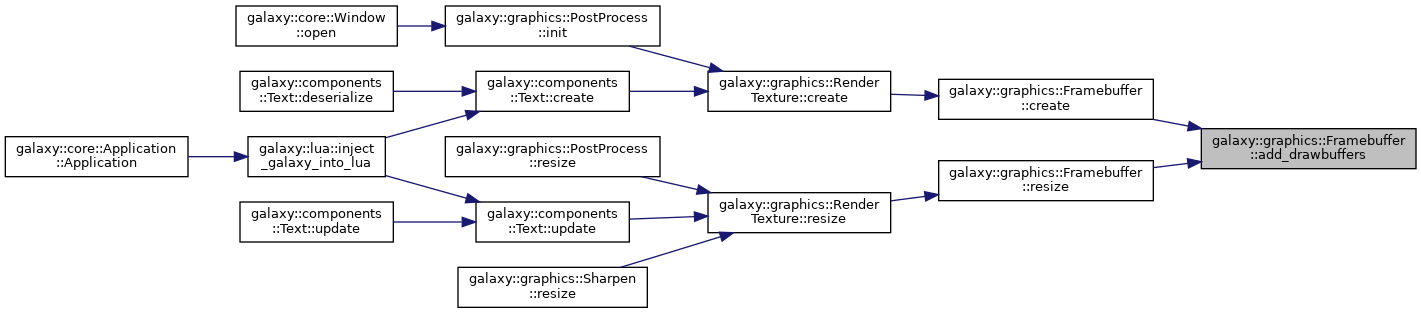 galaxy::core::Window
::open
galaxy::graphics::PostProcess
::init
galaxy::components
::Text::deserialize
galaxy::components
::Text::create
galaxy::graphics::Render
Texture::create
galaxy::graphics::Framebuffer
::create
galaxy::core::Application
::Application
galaxy::lua::inject
_galaxy_into_lua
galaxy::graphics::PostProcess
::resize
galaxy::graphics::Framebuffer
::add_drawbuffers
galaxy::graphics::Framebuffer
::resize
galaxy::components
::Text::update
galaxy::components
::Text::update
galaxy::graphics::Render
Texture::resize
galaxy::graphics::Sharpen
::resize